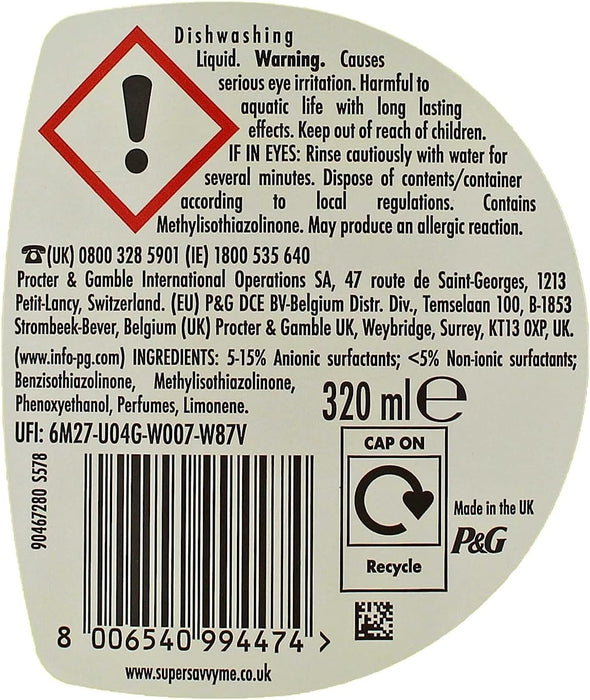 Dishwashing
Liquid. Warning. Causes
serious eye irritation. Harmful to
aquatic life with long lasting
effects. Keep out of reach of children.
IF IN EYES: Rinse cautiously with water for
several minutes. Dispose of contents/container
according to local regulations. Contains
Methylisothiazolinone. May produce an allergic reaction.
☎(UK) 0800 328 5901 (IE) 1800 535 640
Procter & Gamble International Operations SA, 47 route de Saint-Georges, 1213
Petit-Lancy, Switzerland. (EU) P&G DCE BV-Belgium Distr. Div., Temselaan 100, B-1853
Strombeek-Bever, Belgium (UK) Procter & Gamble UK, Weybridge, Surrey, KT13 0XP, UK.
(www.info-pg.com) INGREDIENTS: 5-15% Anionic surfactants; <5% Non-ionic surfactants;
Benzisothiazolinone, Methylisothiazolinone,
Phenoxyethanol, Perfumes, Limonene.
320 ml ℮
UFI: 6M27-U04G-W007-W87V
CAP ON
Recycle
90467280 S578
Made in the UK
P&G
8 006540 994474 >
www.supersavvyme.co.uk